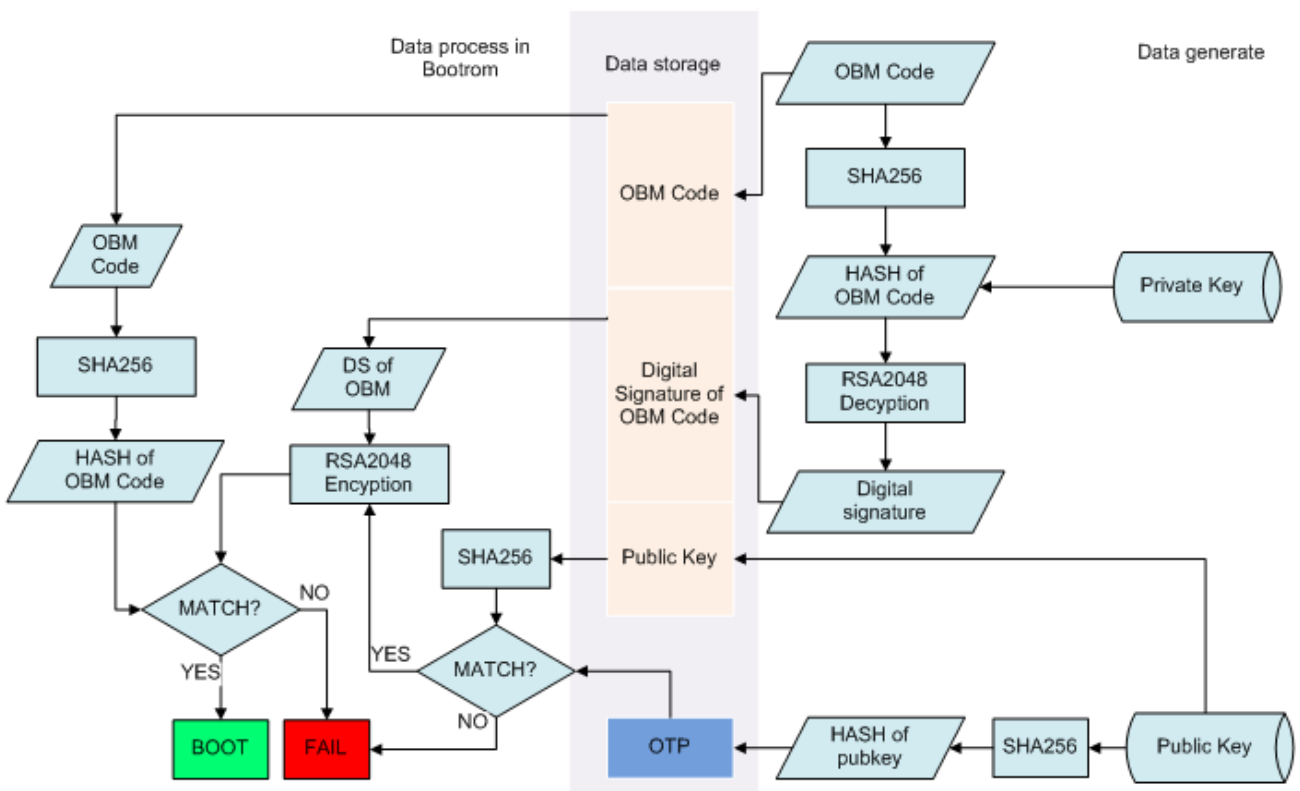 Data process in
Bootrom
Data storage
Data generate
OBM Code
SHA256
OBM Code
OBM
Code
HASH of
OBM Code
Private Key
SHA256
DS of
OBM
Digital
Signature of
OBM Code
RSA2048
Decyption
HASH of
OBM Code
RSA2048
Encyption
Digital
signature
SHA256
Public Key
MATCH?
NO
YES
MATCH?
YES
NO
BOOT
FAIL
OTP
HASH of
pubkey
SHA256
Public Key